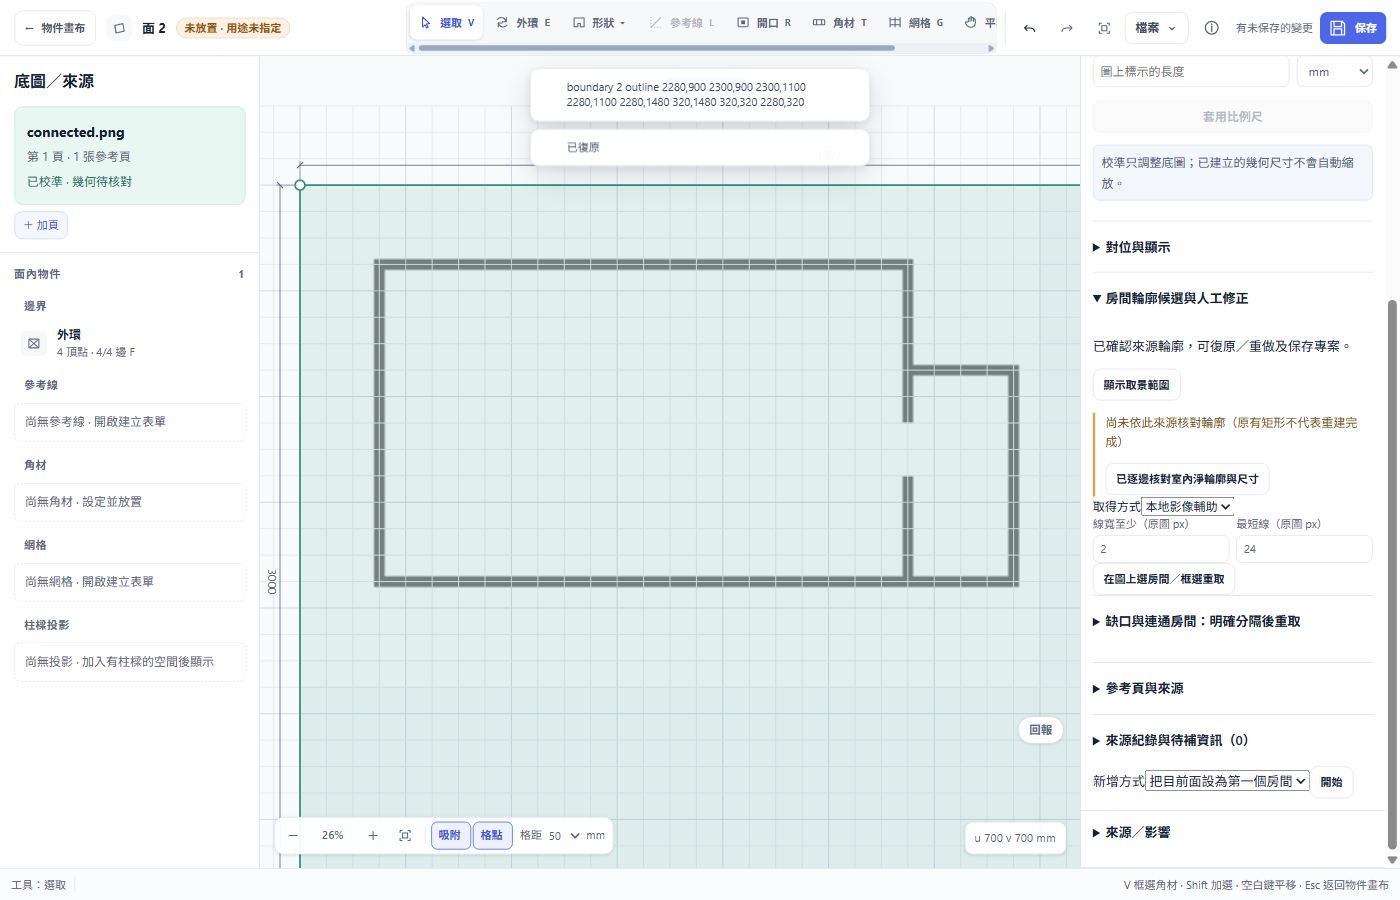 ← 物件畫布
面 2
未放置 · 用途未指定
選取 V
外環 E
形狀
參考線 L
開口 R
角材 T
網格 G
平
檔案
有未保存的變更
保存
底圖／來源
connected.png
第 1 頁 · 1 張參考頁
已校準 · 幾何待核對
＋ 加頁
面內物件 1
邊界
外環
4 頂點 · 4/4 邊 F
參考線
尚無參考線 · 開啟建立表單
角材
尚無角材 · 設定並放置
網格
尚無網格 · 開啟建立表單
柱樑投影
尚無投影 · 加入有柱樑的空間後顯示
boundary 2 outline 2280,900 2300,900 2300,1100
2280,1100 2280,1480 320,1480 320,320 2280,320
已復原
3000
回報
− 26% ＋
吸附
格點
格距 50 mm
u 700 v 700 mm
圖上標示的長度
mm
套用比例尺
校準只調整底圖；已建立的幾何尺寸不會自動縮
放。
對位與顯示
房間輪廓候選與人工修正
已確認來源輪廓，可復原／重做及保存專案。
顯示取景範圍
尚未依此來源核對輪廓（原有矩形不代表重建完
成）
已逐邊核對室內淨輪廓與尺寸
取得方式 本地影像輔助
線寬至少（原圖 px）
最短線（原圖 px）
2
24
在圖上選房間／框選重取
缺口與連通房間：明確分隔後重取
參考頁與來源
來源紀錄與待補資訊（0）
新增方式 把目前面設為第一個房間 開始
來源／影響
工具：選取
V 框選角材 · Shift 加選 · 空白鍵平移 · Esc 返回物件畫布